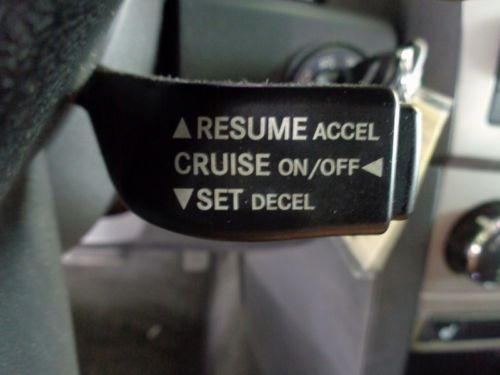 ▲RESUME ACCEL
CRUISE ON/OFF◀
▼SET DECEL